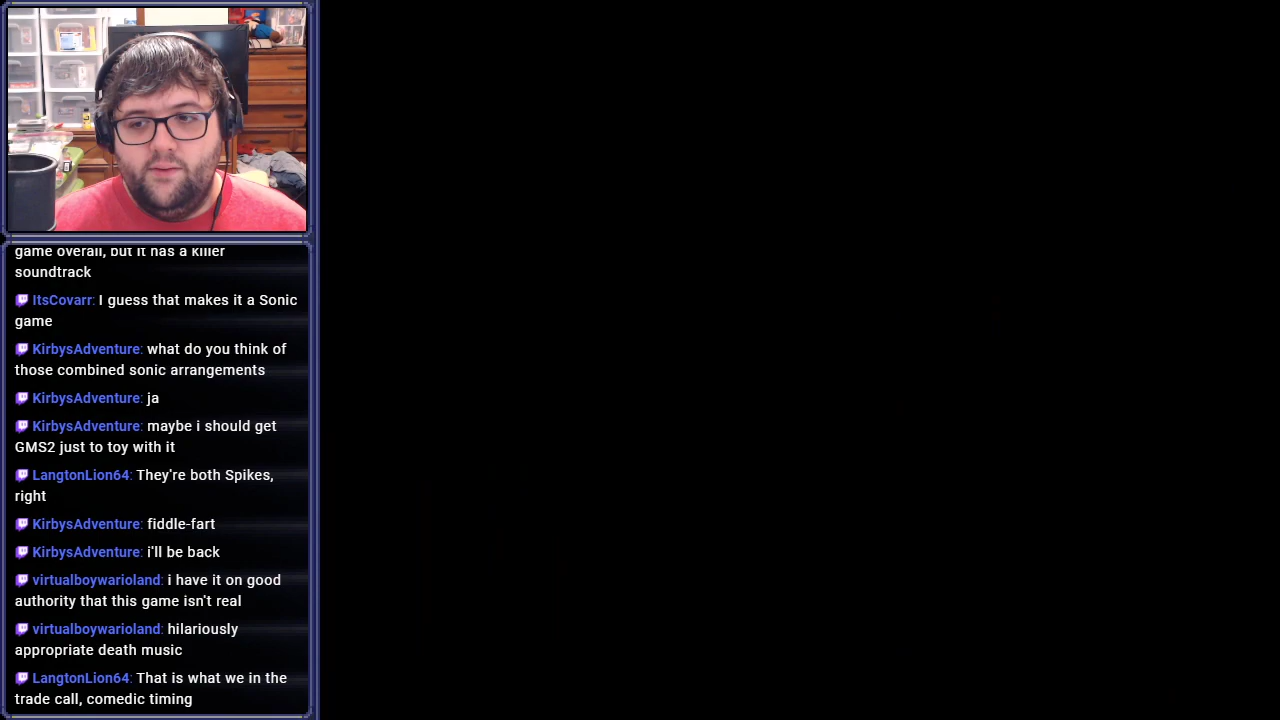 game overall, but it has a killer
soundtrack
ItsCovarr: I guess that makes it a Sonic
game
KirbysAdventure: what do you think of
those combined sonic arrangements
KirbysAdventure: ja
KirbysAdventure: maybe i should get
GMS2 just to toy with it
LangtonLion64: They're both Spikes,
right
KirbysAdventure: fiddle-fart
KirbysAdventure: i'll be back
virtualboywarioland: i have it on good
authority that this game isn't real
virtualboywarioland: hilariously
appropriate death music
LangtonLion64: That is what we in the
trade call, comedic timing